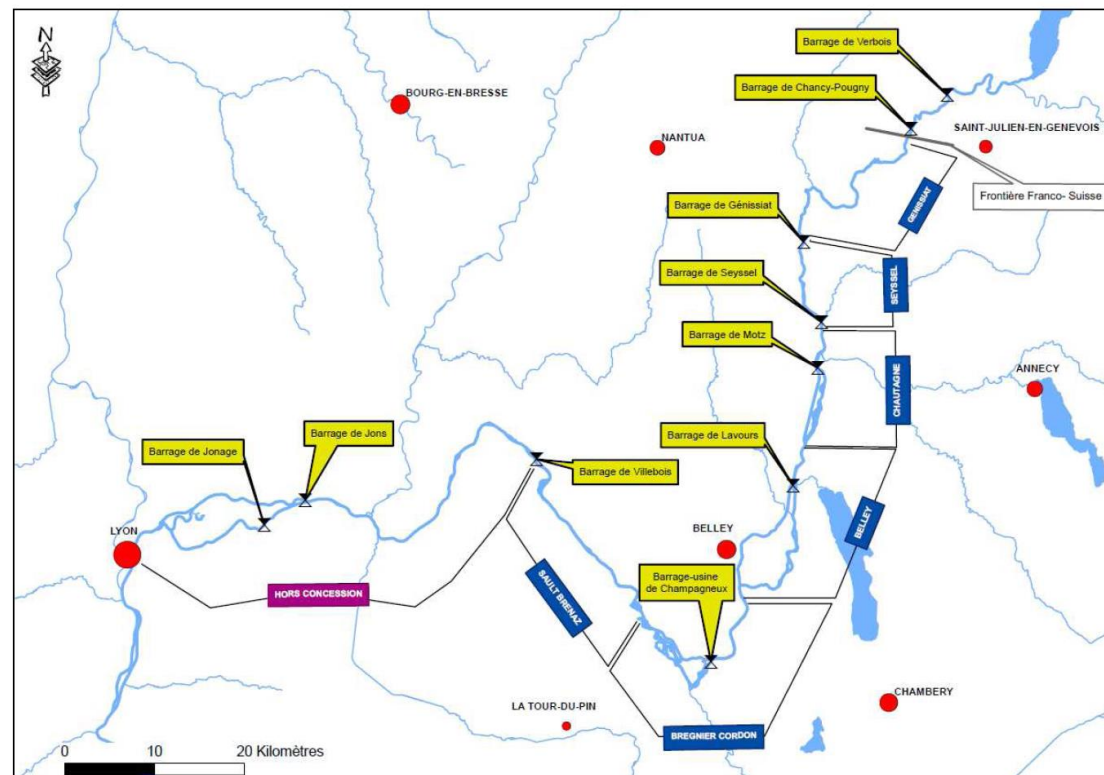 N
Barrage de Verbois
Barrage de Chancy-Pougny
BOURG-EN-BRESSE
SAINT-JULIEN-EN-GENEVOIS
NANTUA
Frontière Franco- Suisse
GENISSIAT
Barrage de Génissiat
SEYSSEL
Barrage de Seyssel
Barrage de Motz
ANNECY
CHAUTAGNE
Barrage de Jons
Barrage de Jonage
Barrage de Lavours
Barrage de Villebois
LYON
BELLEY
BELLEY
Barrage-usine
de Champagneux
SAULT BRENAZ
HORS CONCESSION
CHAMBERY
LA TOUR-DU-PIN
BREGNIER CORDON
0 10 20 Kilomètres